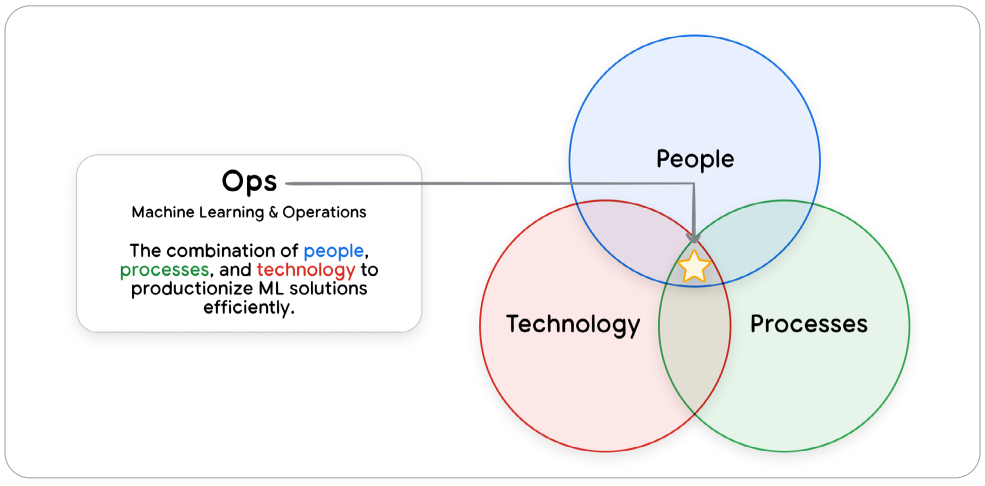 Ops
Machine Learning & Operations
The combination of people,
processes, and technology to
productionize ML solutions
efficiently.
People
Technology
Processes